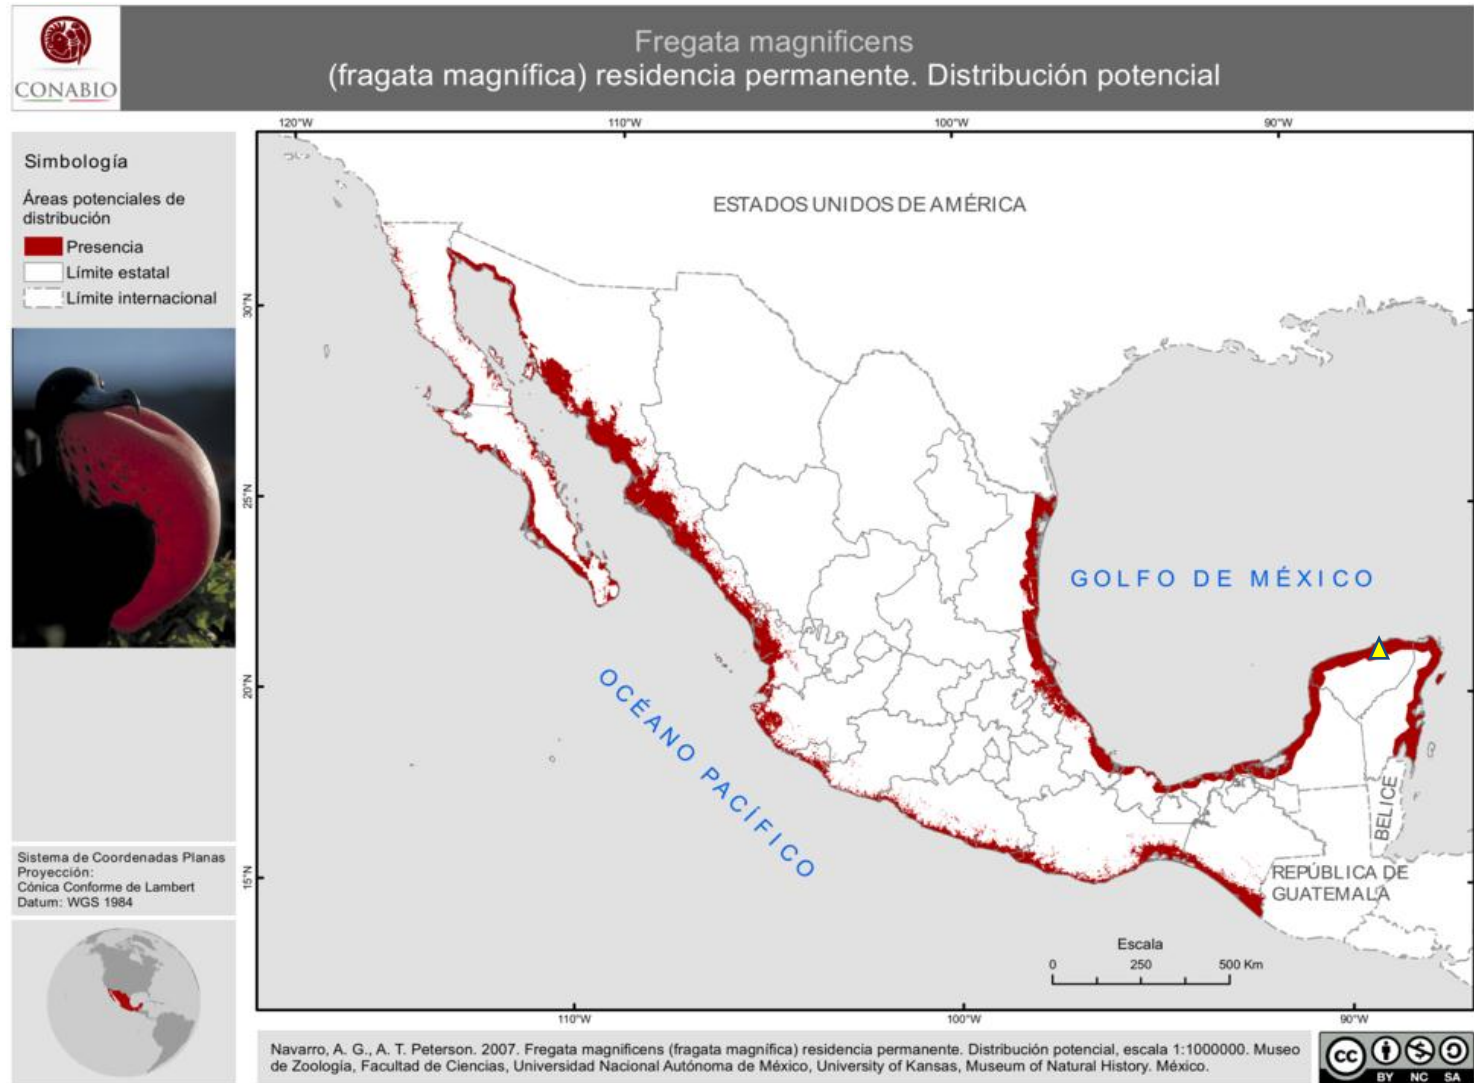 CONABIO
Fregata magnificens
(fragata magnífica) residencia permanente. Distribución potencial
Simbología
Áreas potenciales de
distribución
Presencia
Límite estatal
Límite internacional
Sistema de Coordenadas Planas
Proyección:
Cónica Conforme de Lambert
Datum: WGS 1984
120°W
110°W
100°W
90°W
30°N
25°N
20°N
15°N
ESTADOS UNIDOS DE AMÉRICA
GOLFO DE MÉXICO
OCÉANO PACÍFICO
BELICE
REPÚBLICA DE
GUATEMALA
Escala
0 250 500 Km
110°W
100°W
90°W
Navarro, A. G., A. T. Peterson. 2007. Fregata magnificens (fragata magnífica) residencia permanente. Distribución potencial, escala 1:1000000. Museo
de Zoología, Facultad de Ciencias, Universidad Nacional Autónoma de México, University of Kansas, Museum of Natural History. México.
cc
BY NC SA